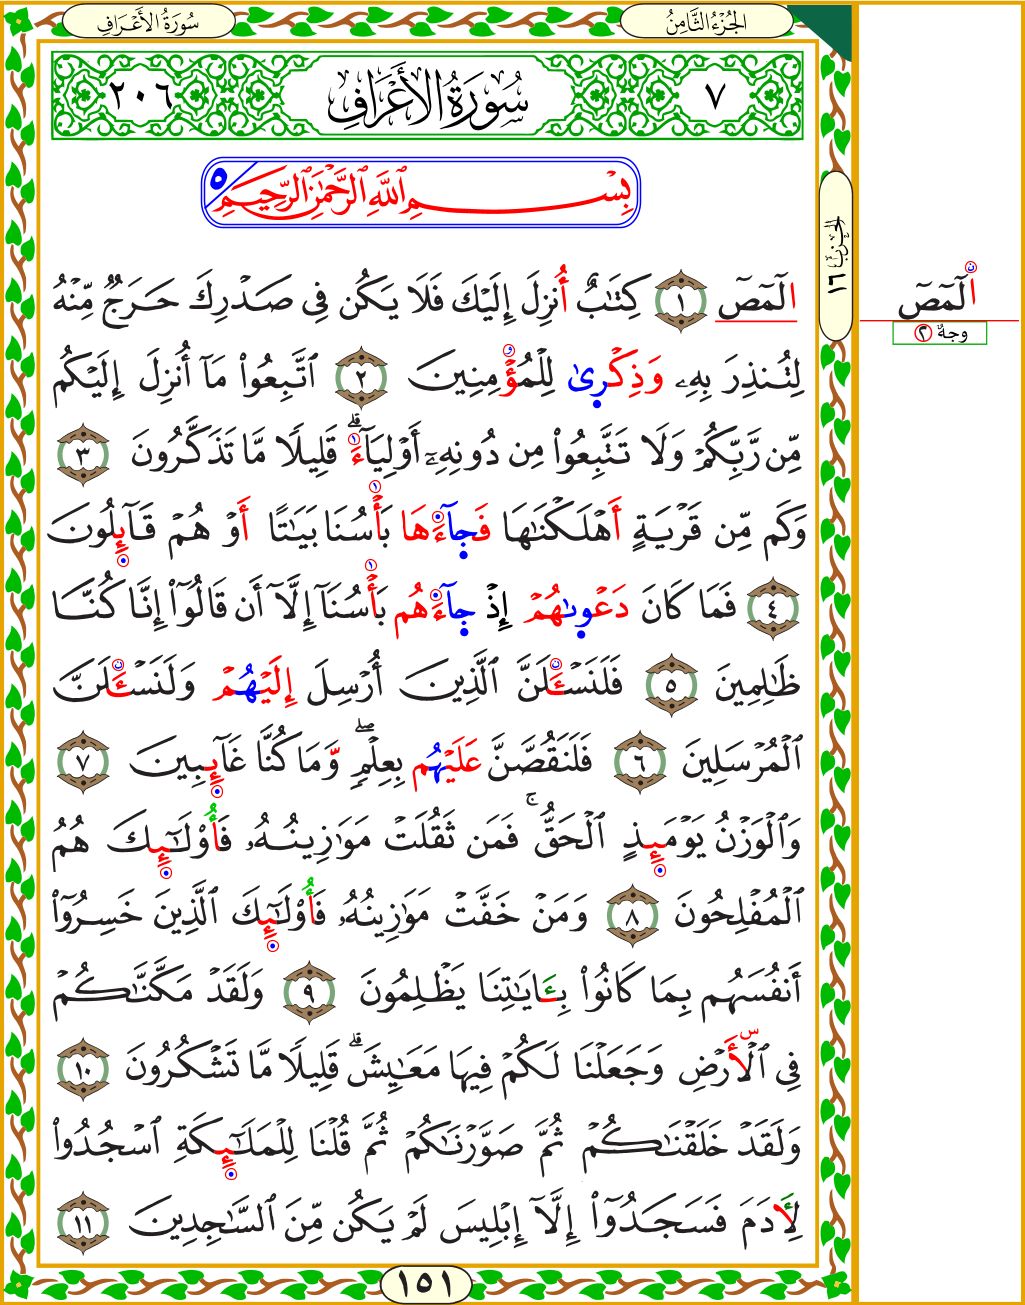 سُورَةُ الأَعْرَافِ
الجُزْءُ الثَّامِنُ
٧
سُورَةُ الأَعْرَافِ
٢٠٦
بِسْمِ ٱللَّهِ ٱلرَّحْمَٰنِ ٱلرَّحِيمِ ٥
الٓمٓصٓ ١ كِتَٰبٌ أُنزِلَ إِلَيْكَ فَلَا يَكُن فِى صَدْرِكَ حَرَجٌ مِّنْهُ
لِتُنذِرَ بِهِۦ وَذِكْرِىٰ لِلْمُؤْمِنِينَ ٢ ٱتَّبِعُوا۟ مَآ أُنزِلَ إِلَيْكُم
مِّن رَّبِّكُمْ وَلَا تَتَّبِعُوا۟ مِن دُونِهِۦٓ أَوْلِيَآءَ ۗ قَلِيلًا مَّا تَذَكَّرُونَ ٣
وَكَم مِّن قَرْيَةٍ أَهْلَكْنَٰهَا فَجَآءَهَا بَأْسُنَا بَيَٰتًا أَوْ هُمْ قَآئِلُونَ
٤ فَمَا كَانَ دَعْوىٰهُمْ إِذْ جَآءَهُم بَأْسُنَآ إِلَّآ أَن قَالُوٓا۟ إِنَّا كُنَّا
ظَٰلِمِينَ ٥ فَلَنَسْـَٔلَنَّ ٱلَّذِينَ أُرْسِلَ إِلَيْهُمْ وَلَنَسْـَٔلَنَّ
ٱلْمُرْسَلِينَ ٦ فَلَنَقُصَّنَّ عَلَيْهُم بِعِلْمٍ ۖ وَّمَا كُنَّا غَآئِبِينَ ٧
وَٱلْوَزْنُ يَوْمَئِذٍ ٱلْحَقُّ ۚ فَمَن ثَقُلَتْ مَوَٰزِينُهُۥ فَأُو۟لَٰٓئِكَ هُمُ
ٱلْمُفْلِحُونَ ٨ وَمَنْ خَفَّتْ مَوَٰزِينُهُۥ فَأُو۟لَٰٓئِكَ ٱلَّذِينَ خَسِرُوٓا۟
أَنفُسَهُم بِمَا كَانُوا۟ بِـَٔايَٰتِنَا يَظْلِمُونَ ٩ وَلَقَدْ مَكَّنَّٰكُمْ
فِى ٱلْأَرْضِ وَجَعَلْنَا لَكُمْ فِيهَا مَعَٰيِشَ ۗ قَلِيلًا مَّا تَشْكُرُونَ ١٠
وَلَقَدْ خَلَقْنَٰكُمْ ثُمَّ صَوَّرْنَٰكُمْ ثُمَّ قُلْنَا لِلْمَلَٰٓئِكَةِ ٱسْجُدُوا۟
لِأَدَمَ فَسَجَدُوٓا۟ إِلَّآ إِبْلِيسَ لَمْ يَكُن مِّنَ ٱلسَّٰجِدِينَ ١١
١٥١
الحزب ١٦
الٓمٓصٓ
٢ وجهٌ